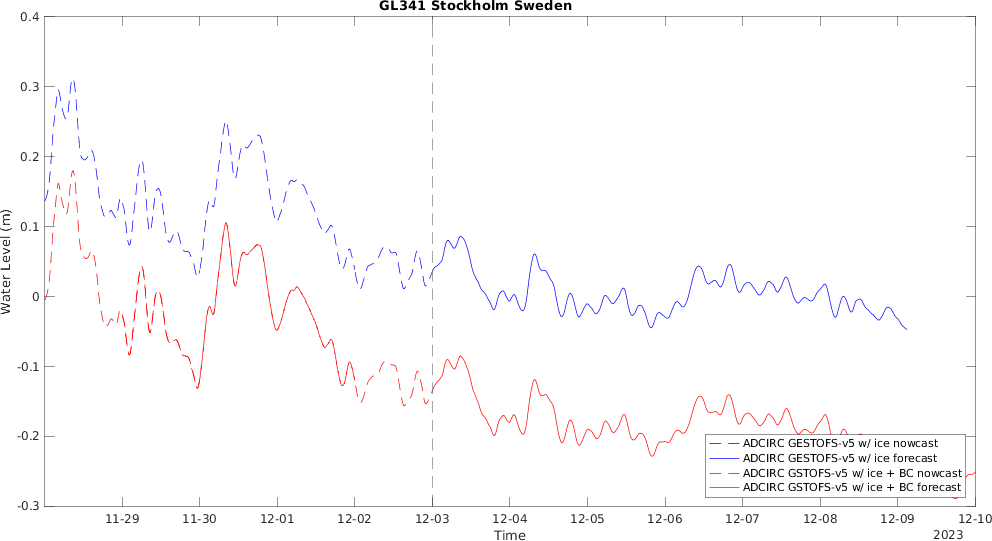 GL341 Stockholm Sweden
0.4
0.3
0.2
0.1
0
-0.1
-0.2
-0.3
Water Level (m)
ADCIRC GESTOFS-v5 w/ ice nowcast
ADCIRC GESTOFS-v5 w/ ice forecast
ADCIRC GSTOFS-v5 w/ ice + BC nowcast
ADCIRC GSTOFS-v5 w/ ice + BC forecast
11-29 11-30 12-01 12-02 12-03 12-04 12-05 12-06 12-07 12-08 12-09 12-10
Time
2023